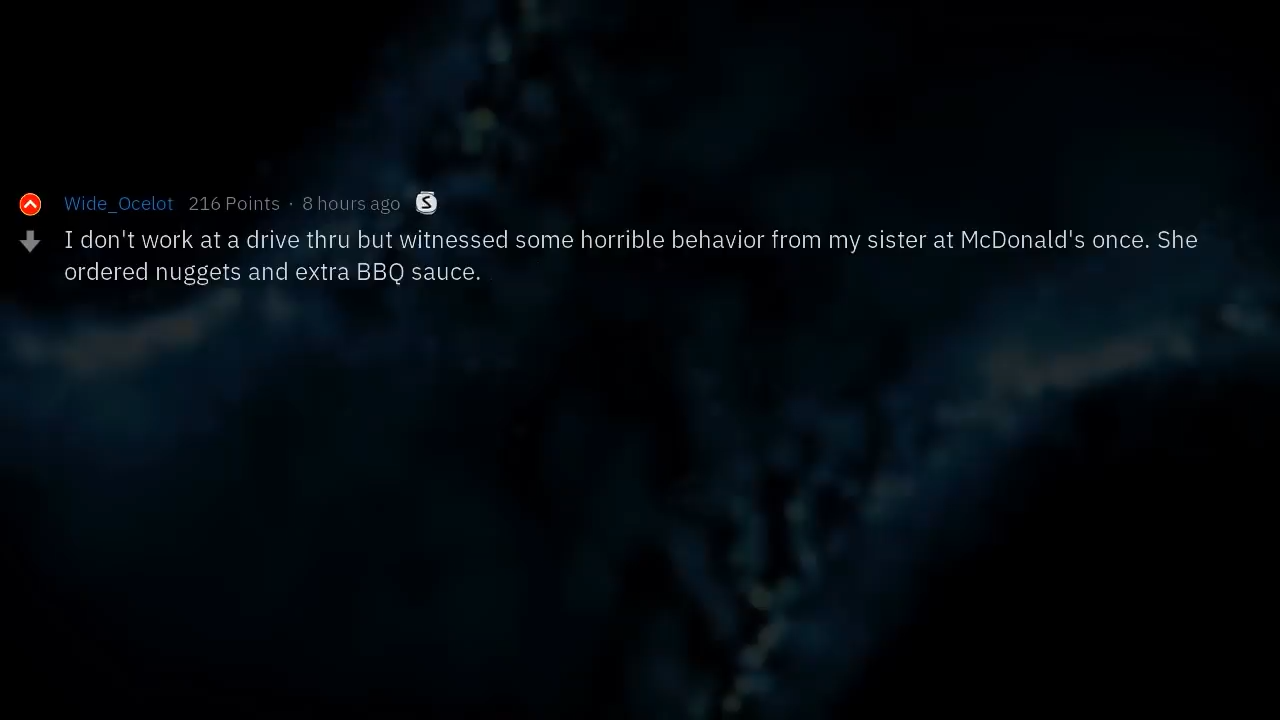 Wide_Ocelot 216 Points · 8 hours ago S
I don't work at a drive thru but witnessed some horrible behavior from my sister at McDonald's once. She
ordered nuggets and extra BBQ sauce.